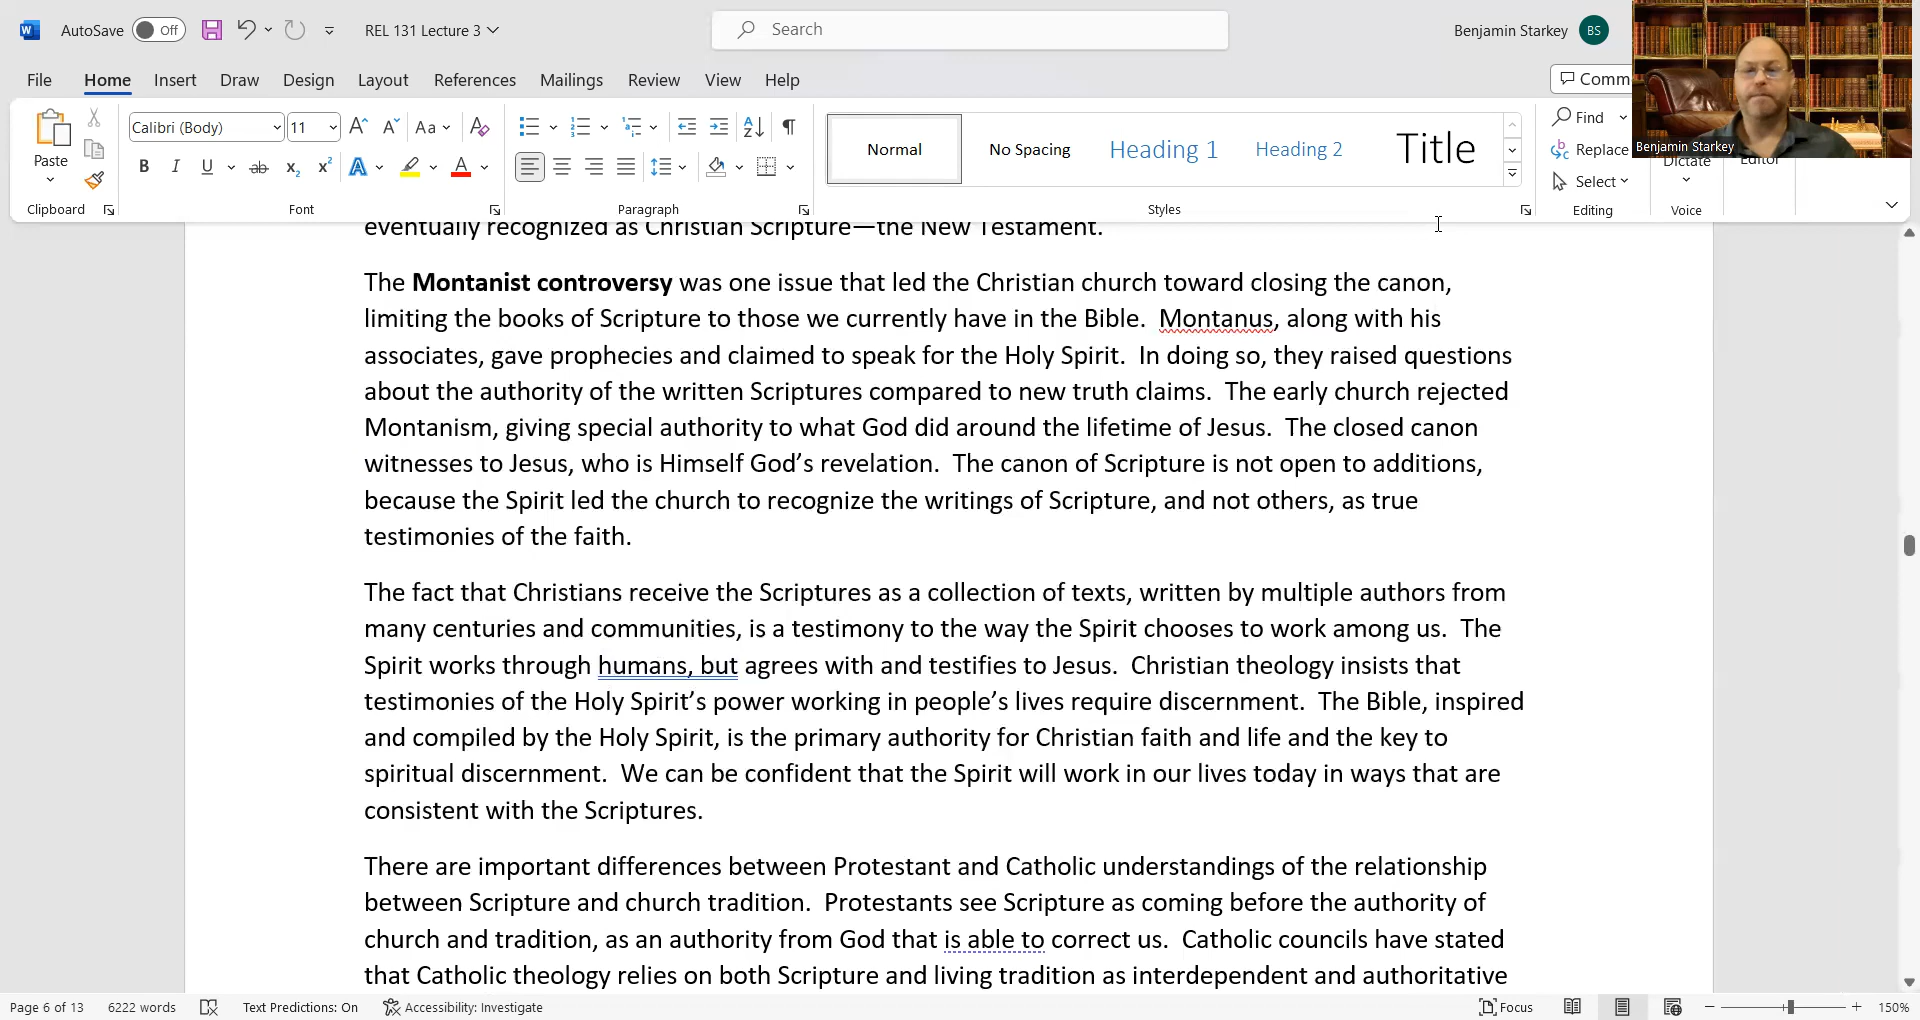 AutoSave Off REL 131 Lecture 3 Search Benjamin Starkey BS
File Home Insert Draw Design Layout References Mailings Review View Help Comm
Calibri (Body) 11 Aa
Normal No Spacing Heading 1 Heading 2 Title
Find
Replace
Select
Paste
Dictate
Editor
Benjamin Starkey
Clipboard Font Paragraph Styles Editing Voice
eventually recognized as Christian Scripture—the New Testament.
The Montanist controversy was one issue that led the Christian church toward closing the canon,
limiting the books of Scripture to those we currently have in the Bible. Montanus, along with his
associates, gave prophecies and claimed to speak for the Holy Spirit. In doing so, they raised questions
about the authority of the written Scriptures compared to new truth claims. The early church rejected
Montanism, giving special authority to what God did around the lifetime of Jesus. The closed canon
witnesses to Jesus, who is Himself God’s revelation. The canon of Scripture is not open to additions,
because the Spirit led the church to recognize the writings of Scripture, and not others, as true
testimonies of the faith.
The fact that Christians receive the Scriptures as a collection of texts, written by multiple authors from
many centuries and communities, is a testimony to the way the Spirit chooses to work among us. The
Spirit works through humans, but agrees with and testifies to Jesus. Christian theology insists that
testimonies of the Holy Spirit’s power working in people’s lives require discernment. The Bible, inspired
and compiled by the Holy Spirit, is the primary authority for Christian faith and life and the key to
spiritual discernment. We can be confident that the Spirit will work in our lives today in ways that are
consistent with the Scriptures.
There are important differences between Protestant and Catholic understandings of the relationship
between Scripture and church tradition. Protestants see Scripture as coming before the authority of
church and tradition, as an authority from God that is able to correct us. Catholic councils have stated
that Catholic theology relies on both Scripture and living tradition as interdependent and authoritative
Page 6 of 13 6222 words Text Predictions: On Accessibility: Investigate Focus 150%